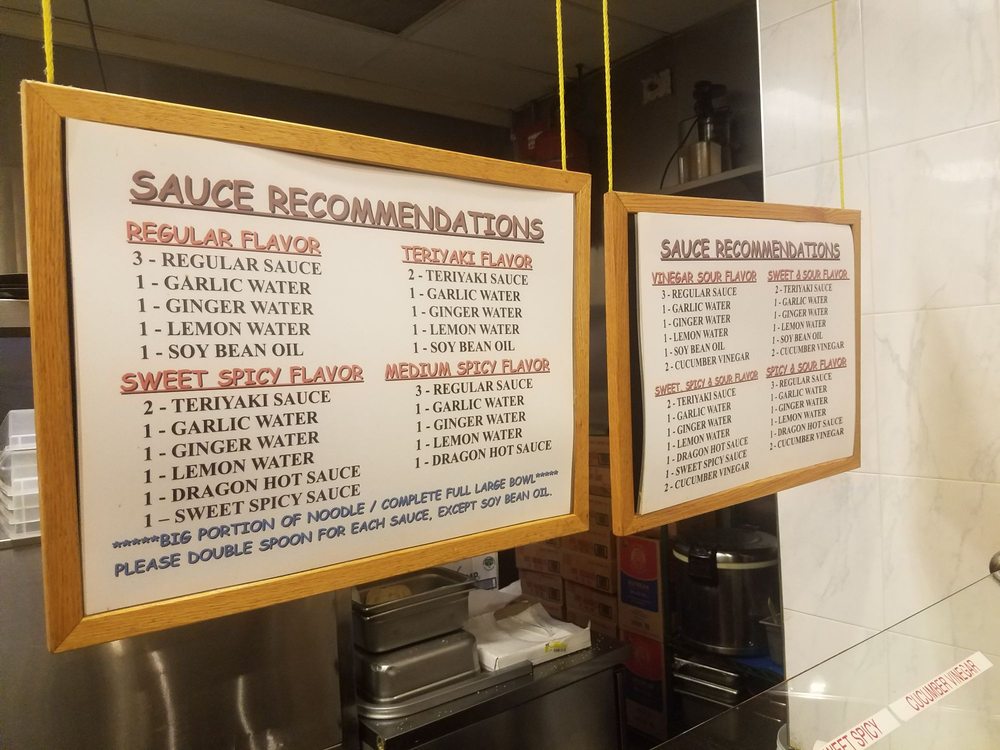 SAUCE RECOMMENDATIONS
REGULAR FLAVOR
3 - REGULAR SAUCE
1 - GARLIC WATER
1 - GINGER WATER
1 - LEMON WATER
1 - SOY BEAN OIL
TERIYAKI FLAVOR
2 - TERIYAKI SAUCE
1 - GARLIC WATER
1 - GINGER WATER
1 - LEMON WATER
1 - SOY BEAN OIL
SWEET SPICY FLAVOR
2 - TERIYAKI SAUCE
1 - GARLIC WATER
1 - GINGER WATER
1 - LEMON WATER
1 - DRAGON HOT SAUCE
1 – SWEET SPICY SAUCE
MEDIUM SPICY FLAVOR
3 - REGULAR SAUCE
1 - GARLIC WATER
1 - GINGER WATER
1 - LEMON WATER
1 - DRAGON HOT SAUCE
*****BIG PORTION OF NOODLE / COMPLETE FULL LARGE BOWL*****
PLEASE DOUBLE SPOON FOR EACH SAUCE, EXCEPT SOY BEAN OIL.
SAUCE RECOMMENDATIONS
VINEGAR SOUR FLAVOR
3 - REGULAR SAUCE
1 - GARLIC WATER
1 - GINGER WATER
1 - LEMON WATER
1 - SOY BEAN OIL
2 - CUCUMBER VINEGAR
SWEET & SOUR FLAVOR
2 - TERIYAKI SAUCE
1 - GARLIC WATER
1 - GINGER WATER
1 - LEMON WATER
1 - SOY BEAN OIL
2 - CUCUMBER VINEGAR
SWEET, SPICY & SOUR FLAVOR
2 - TERIYAKI SAUCE
1 - GARLIC WATER
1 - GINGER WATER
1 - LEMON WATER
1 - DRAGON HOT SAUCE
1 - SWEET SPICY SAUCE
2 - CUCUMBER VINEGAR
SPICY & SOUR FLAVOR
3 - REGULAR SAUCE
1 - GARLIC WATER
1 - GINGER WATER
1 - LEMON WATER
1 - DRAGON HOT SAUCE
2 - CUCUMBER VINEGAR
CUCUMBER VINEGAR
SPICY